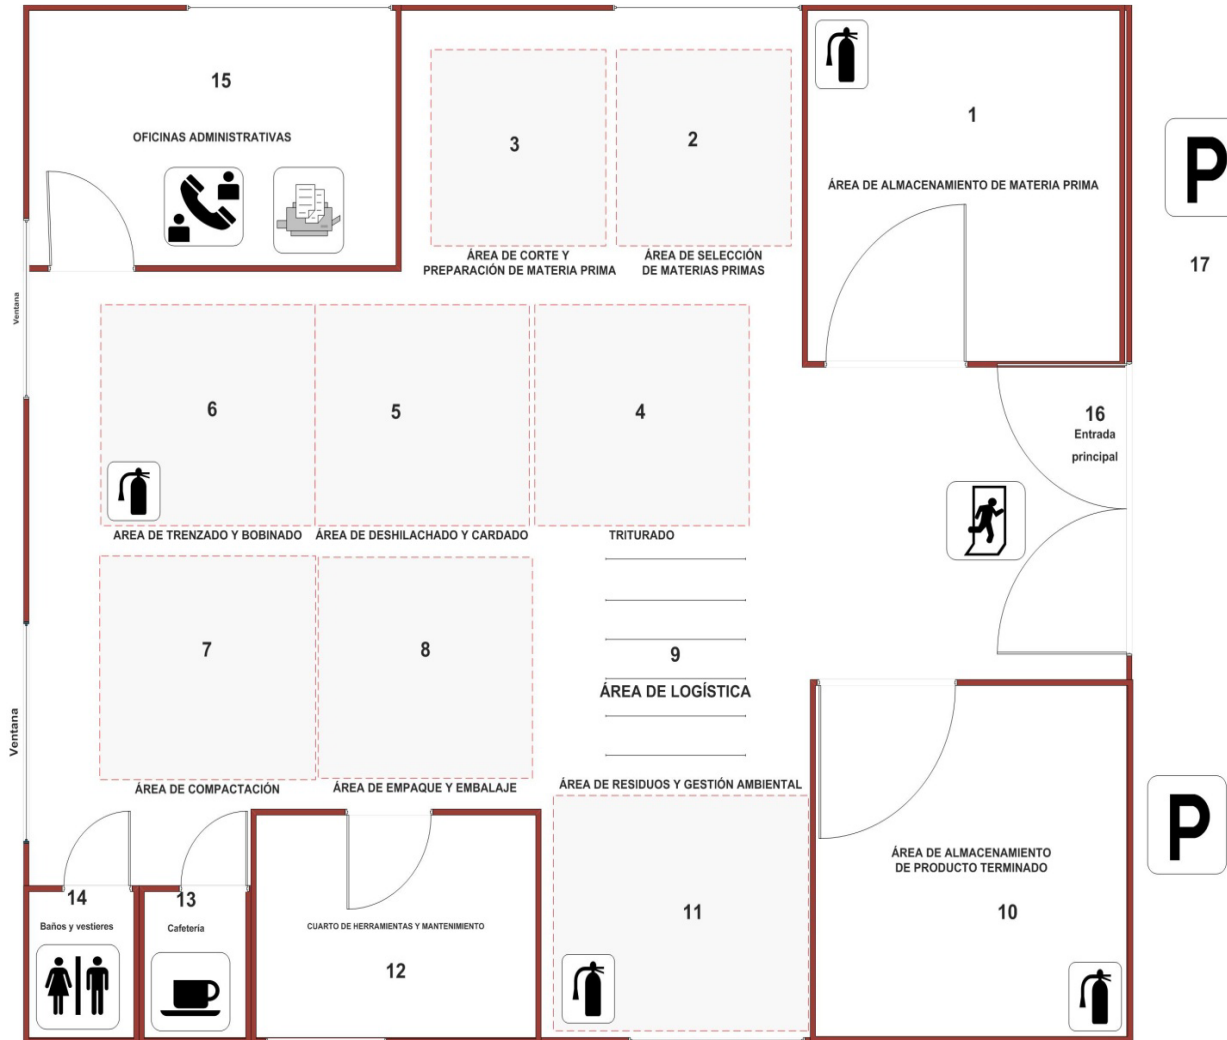 15
OFICINAS ADMINISTRATIVAS
3
ÁREA DE CORTE Y
PREPARACIÓN DE MATERIA PRIMA
2
ÁREA DE SELECCIÓN
DE MATERIAS PRIMAS
1
ÁREA DE ALMACENAMIENTO DE MATERIA PRIMA
P
17
Ventana
6
AREA DE TRENZADO Y BOBINADO
5
ÁREA DE DESHILACHADO Y CARDADO
4
TRITURADO
16
Entrada
principal
7
ÁREA DE COMPACTACIÓN
8
ÁREA DE EMPAQUE Y EMBALAJE
9
ÁREA DE LOGÍSTICA
Ventana
ÁREA DE RESIDUOS Y GESTIÓN AMBIENTAL
11
ÁREA DE ALMACENAMIENTO
DE PRODUCTO TERMINADO
10
P
14
Baños y vestieres
13
Cafetería
CUARTO DE HERRAMIENTAS Y MANTENIMIENTO
12